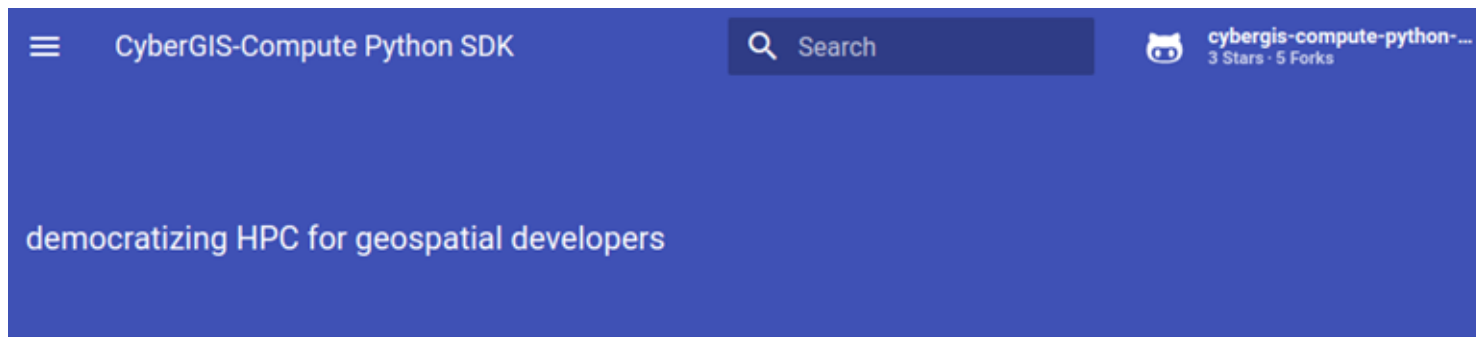 CyberGIS-Compute Python SDK
Search
cybergis-compute-python-...
3 Stars · 5 Forks
democratizing HPC for geospatial developers